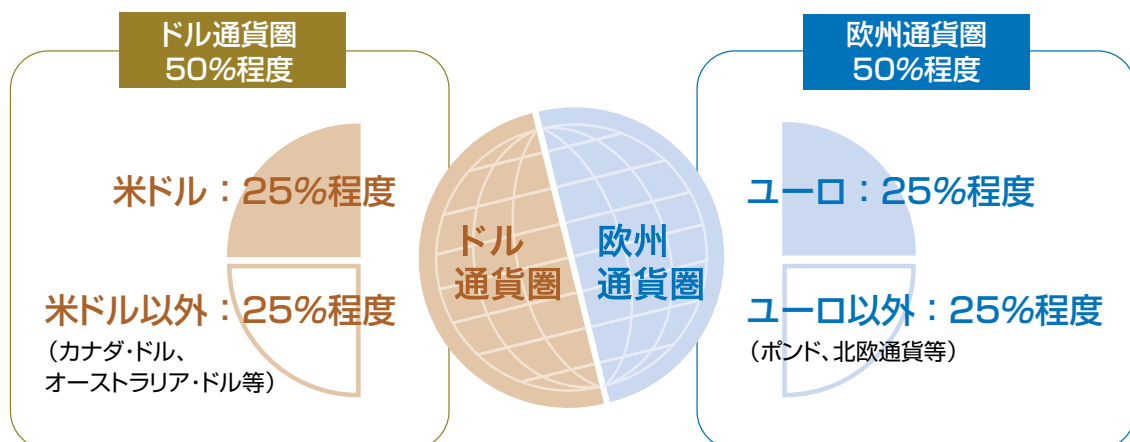 ドル通貨圏
50%程度
米ドル：25%程度
米ドル以外：25%程度
（カナダ・ドル、
オーストラリア・ドル等）
ドル
通貨圏
欧州
通貨圏
欧州通貨圏
50%程度
ユーロ：25%程度
ユーロ以外：25%程度
（ポンド、北欧通貨等）